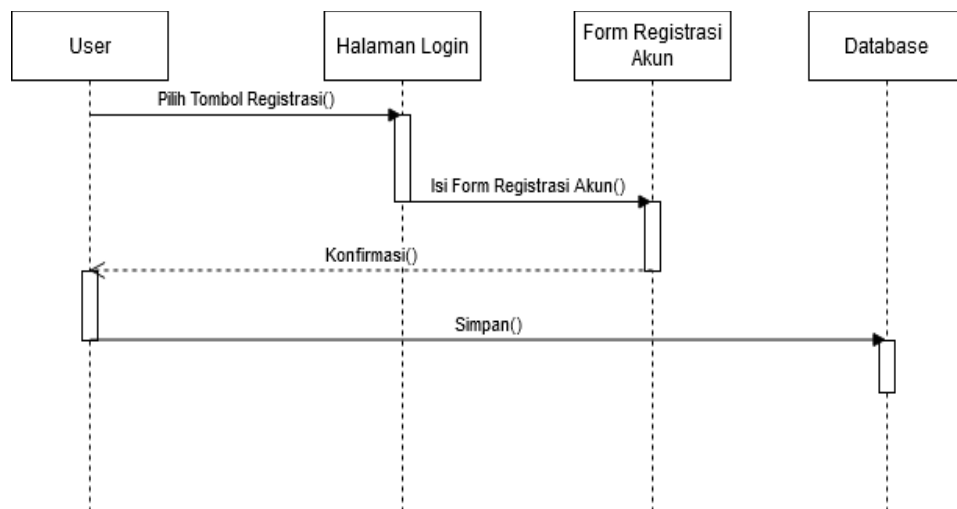 User
Halaman Login
Form Registrasi
Akun
Database
Pilih Tombol Registrasi()
Isi Form Registrasi Akun()
Konfirmasi()
Simpan()